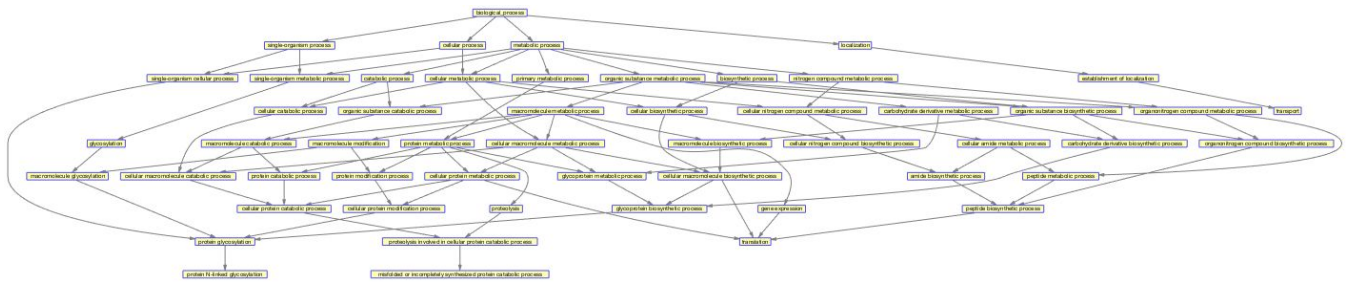 biological_process
single-organism process
cellular process
metabolic process
localization
single-organism cellular process
single-organism metabolic process
catabolic process
cellular metabolic process
primary metabolic process
organic substance metabolic process
biosynthetic process
nitrogen compound metabolic process
establishment of localization
cellular catabolic process
organic substance catabolic process
macromolecule metabolic process
cellular biosynthetic process
cellular nitrogen compound metabolic process
carbohydrate derivative metabolic process
organic substance biosynthetic process
organonitrogen compound metabolic process
transport
glycosylation
macromolecule catabolic process
macromolecule modification
protein metabolic process
cellular macromolecule metabolic process
macromolecule biosynthetic process
cellular nitrogen compound biosynthetic process
cellular amide metabolic process
carbohydrate derivative biosynthetic process
organonitrogen compound biosynthetic process
macromolecule glycosylation
cellular macromolecule catabolic process
protein catabolic process
protein modification process
cellular protein metabolic process
glycoprotein metabolic process
cellular macromolecule biosynthetic process
amide biosynthetic process
peptide metabolic process
cellular protein catabolic process
cellular protein modification process
proteolysis
glycoprotein biosynthetic process
gene expression
peptide biosynthetic process
protein glycosylation
proteolysis involved in cellular protein catabolic process
translation
protein N-linked glycosylation
misfolded or incompletely synthesized protein catabolic process